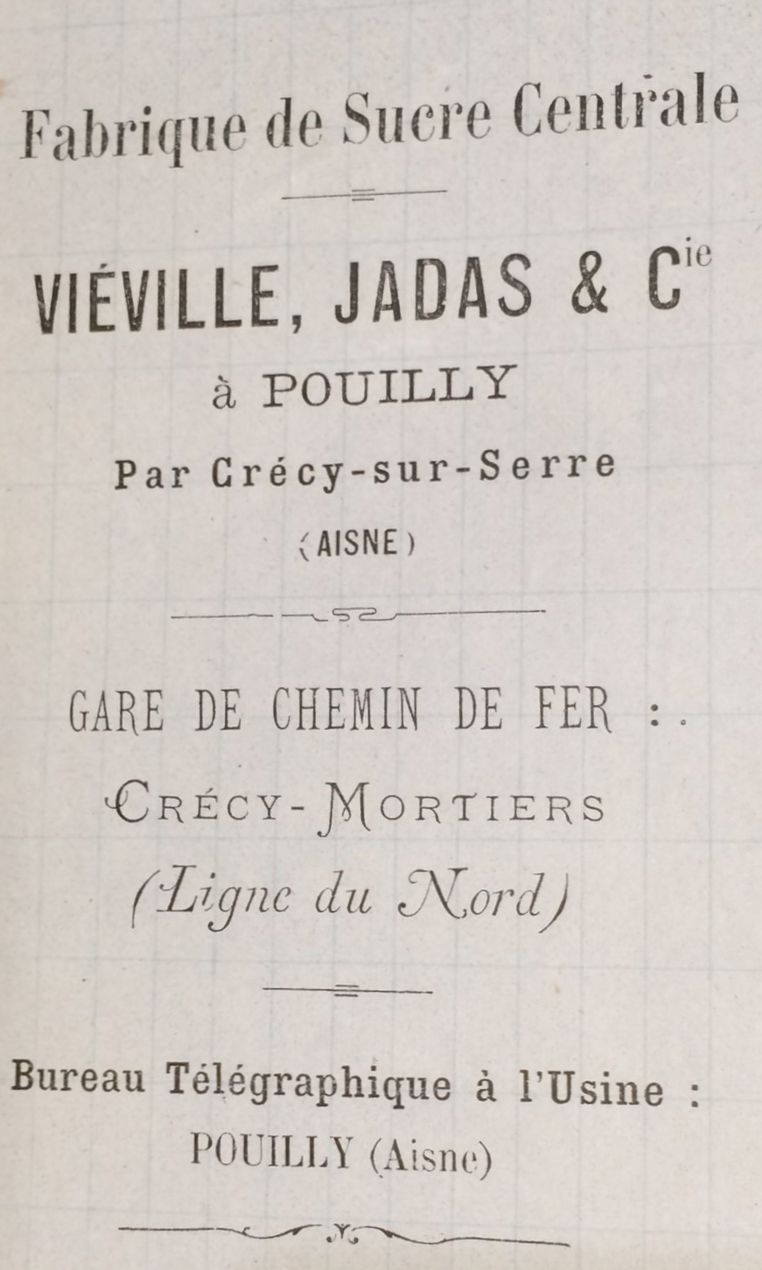 Fabrique de Sucre Centrale
VIÉVILLE, JADAS & Cie
à POUILLY
Par Crécy-sur-Serre
(AISNE)
GARE DE CHEMIN DE FER :
CRÉCY-MORTIERS
(Ligne du Nord)
Bureau Télégraphique à l'Usine :
POUILLY (Aisne)